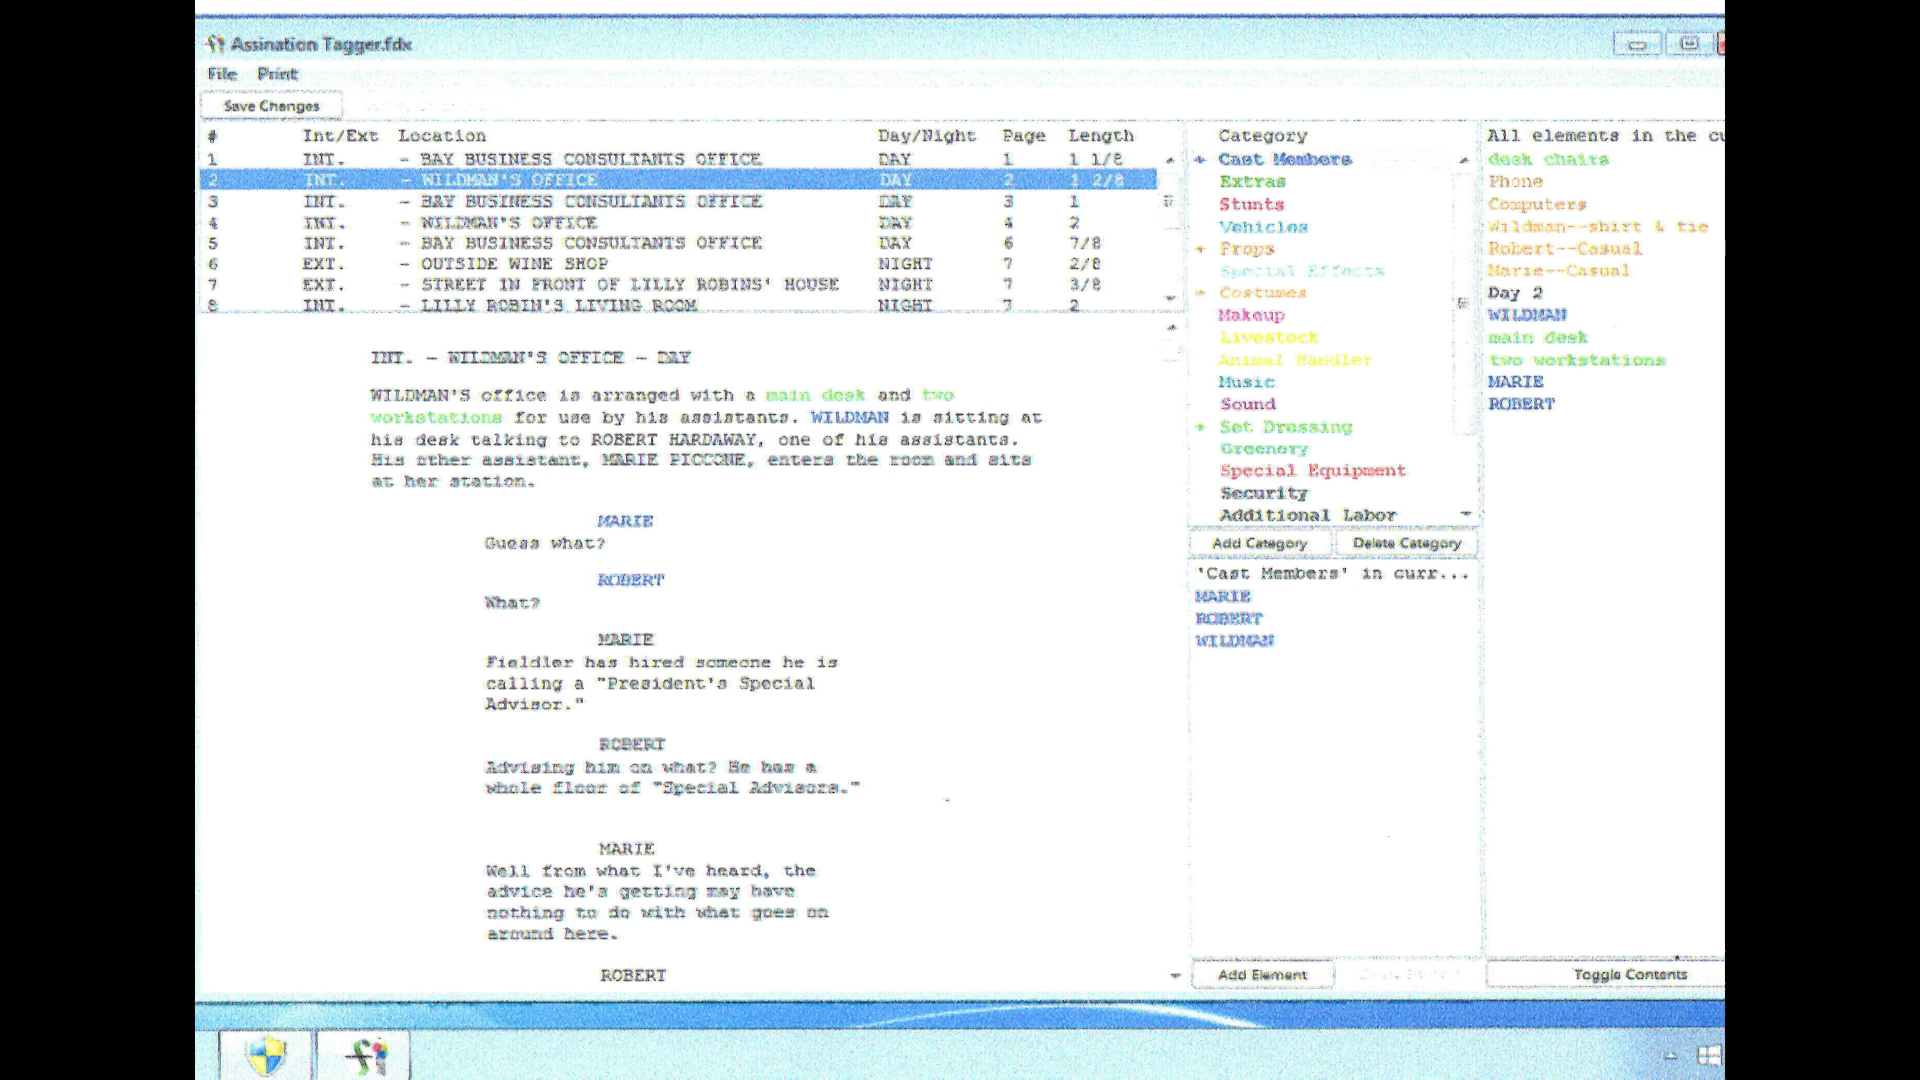 Assination Tagger.fdx
File Print
Save Changes
# Int/Ext Location Day/Night Page Length
1 INT. - BAY BUSINESS CONSULTANTS OFFICE DAY 1 1 1/8
2 INT. - WILDMAN'S OFFICE DAY 2 1 2/8
3 INT. - BAY BUSINESS CONSULTANTS OFFICE DAY 3 1
4 INT. - WILDMAN'S OFFICE DAY 4 2
5 INT. - BAY BUSINESS CONSULTANTS OFFICE DAY 6 7/8
6 EXT. - OUTSIDE WINE SHOP NIGHT 7 2/8
7 EXT. - STREET IN FRONT OF LILLY ROBINS' HOUSE NIGHT 7 3/8
8 INT. - LILLY ROBIN'S LIVING ROOM NIGHT 7 2
INT. - WILDMAN'S OFFICE - DAY
WILDMAN'S office is arranged with a main desk and two
workstations for use by his assistants. WILDMAN is sitting at
his desk talking to ROBERT HARDAWAY, one of his assistants.
His other assistant, MARIE PICCONE, enters the room and sits
at her station.
MARIE
Guess what?
ROBERT
What?
MARIE
Fieldler has hired someone he is
calling a "President's Special
Advisor."
ROBERT
Advising him on what? He has a
whole floor of "Special Advisors."
MARIE
Well from what I've heard, the
advice he's getting may have
nothing to do with what goes on
around here.
ROBERT
Category
+ Cast Members
Extras
Stunts
Vehicles
+ Props
Special Effects
+ Costumes
Makeup
Livestock
Animal Handler
Music
Sound
+ Set Dressing
Greenery
Special Equipment
Security
Additional Labor
Add Category Delete Category
'Cast Members' in curr...
MARIE
ROBERT
WILDMAN
Add Element
All elements in the cu
desk chairs
Phone
Computers
Wildman--shirt & tie
Robert--Casual
Marie--Casual
Day 2
WILDMAN
main desk
two workstations
MARIE
ROBERT
Toggle Contents